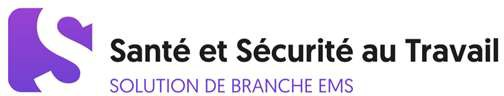 Santé et Sécurité au Travail
SOLUTION DE BRANCHE EMS